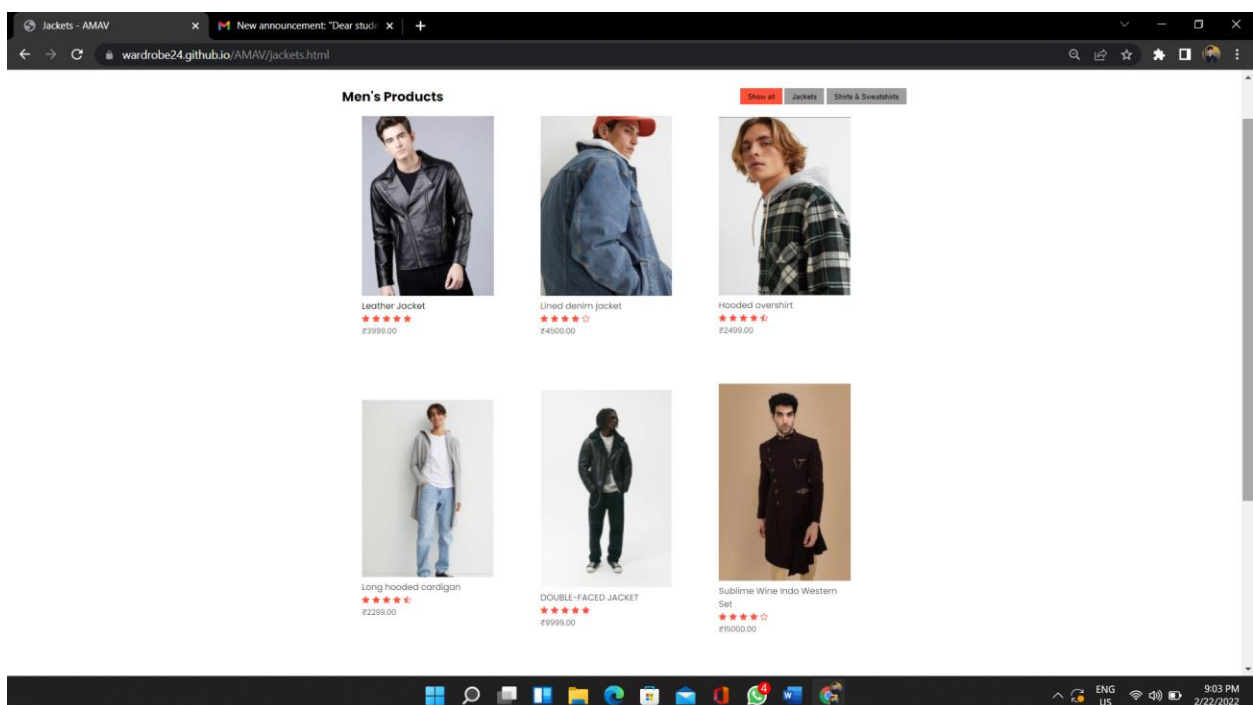 Jackets - AMAV
New announcement: "Dear stude
wardrobe24.github.io/AMAV/jackets.html
Men's Products
Show all
Jackets
Shirts & Sweatshirts
Leather Jacket
₹3999.00
Lined denim jacket
₹4500.00
Hooded overshirt
₹2499.00
Long hooded cardigan
₹2299.00
DOUBLE-FACED JACKET
₹9999.00
Sublime Wine Indo Western
Set
₹15000.00
4
ENG
US
9:03 PM
2/22/2022